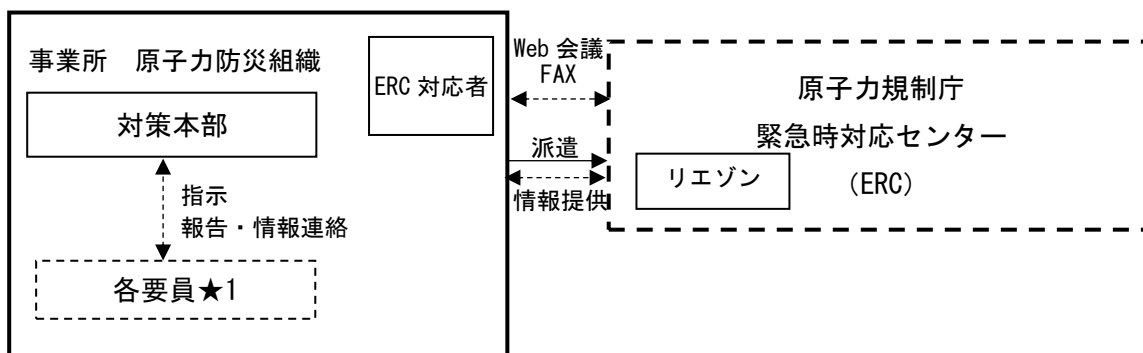 事業所　原子力防災組織
対策本部
指示
報告・情報連絡
各要員★1
ERC 対応者
Web 会議
FAX
派遣
情報提供
原子力規制庁
緊急時対応センター
（ERC）
リエゾン